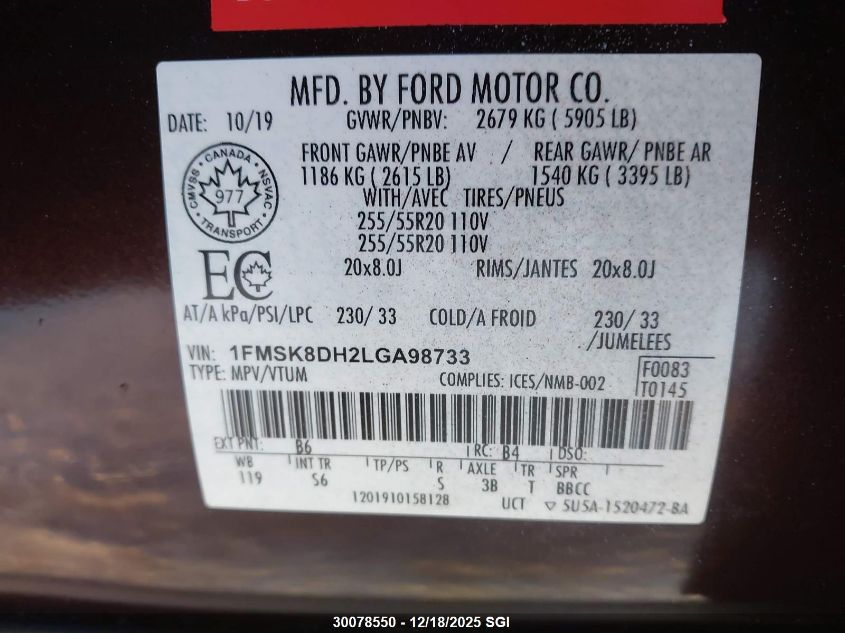 MFD. BY FORD MOTOR CO.
DATE: 10/19 GVWR/PNBV: 2679 KG ( 5905 LB)
FRONT GAWR/PNBE AV / REAR GAWR/ PNBE AR
1186 KG ( 2615 LB) 1540 KG ( 3395 LB)
WITH/AVEC TIRES/PNEUS
255/55R20 110V
255/55R20 110V
20x8.0J RIMS/JANTES 20x8.0J
CANADA
CMVSS NSVAC
977
TRANSPORT
EC
AT/A kPa/PSI/LPC 230/ 33 COLD/A FROID 230/ 33
/JUMELEES
VIN: 1FMSK8DH2LGA98733
TYPE: MPV/VTUM COMPLIES: ICES/NMB-002
F0083
T0145
EXT PNT: B6 RC: B4 DSO:
WB INT TR TP/PS R AXLE TR SPR
119 S6 S 3B T BBCC
1201910158128 UCT ▽ 5U5A-1520472-BA
30078550 - 12/18/2025 SGI